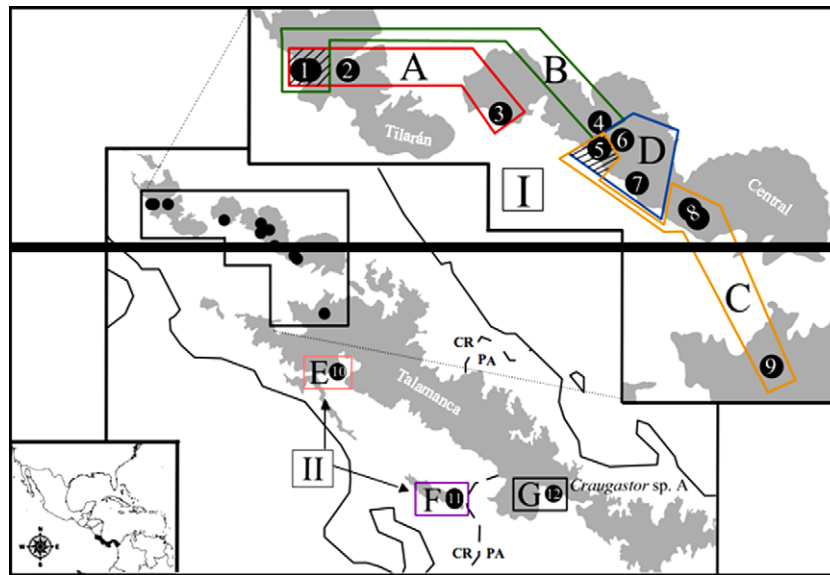 1
2
A
B
3
4
5
6
D
7
Tilarán
I
8
Central
C
9
CR
PA
E
10
Talamanca
II
F
11
G
12
Craugastor sp. A
CR
PA
N
W
E
S